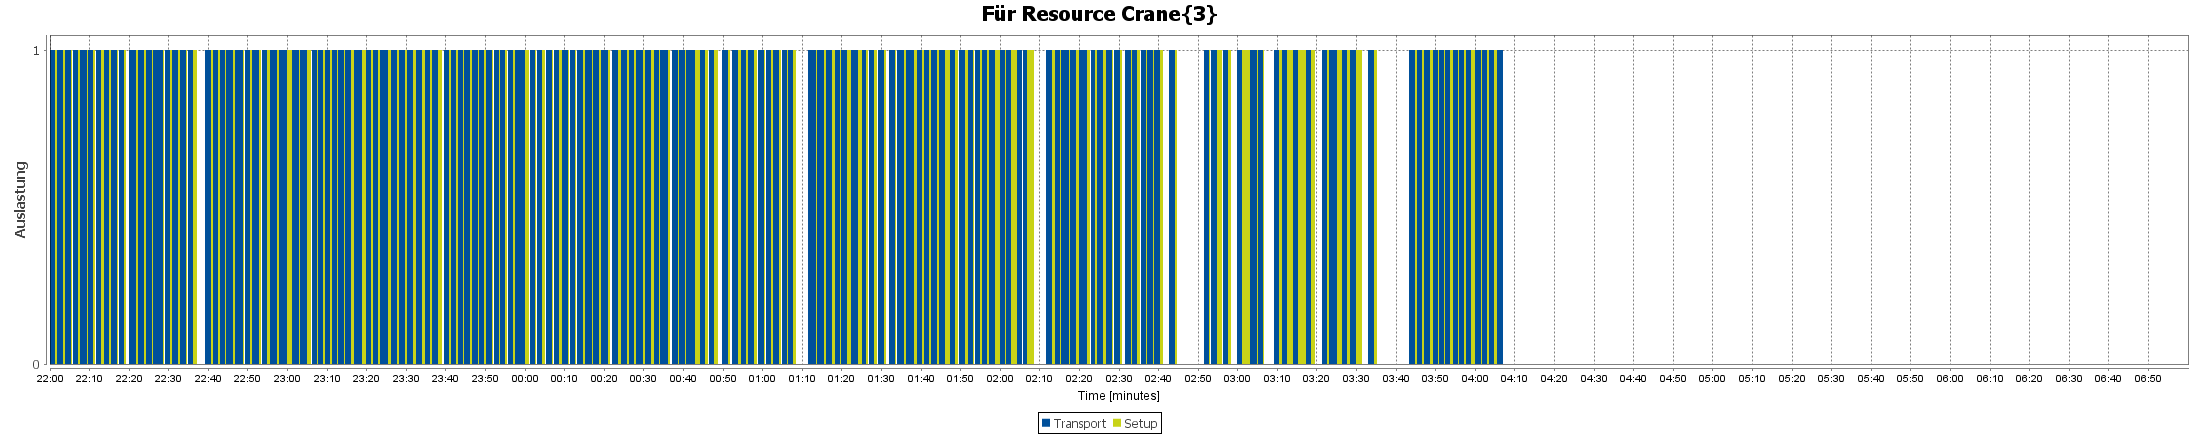 Für Resource Crane{3}
Auslastung
1
0
22:00 22:10 22:20 22:30 22:40 22:50 23:00 23:10 23:20 23:30 23:40 23:50 00:00 00:10 00:20 00:30 00:40 00:50 01:00 01:10 01:20 01:30 01:40 01:50 02:00 02:10 02:20 02:30 02:40 02:50 03:00 03:10 03:20 03:30 03:40 03:50 04:00 04:10 04:20 04:30 04:40 04:50 05:00 05:10 05:20 05:30 05:40 05:50 06:00 06:10 06:20 06:30 06:40 06:50
Time [minutes]
Transport Setup